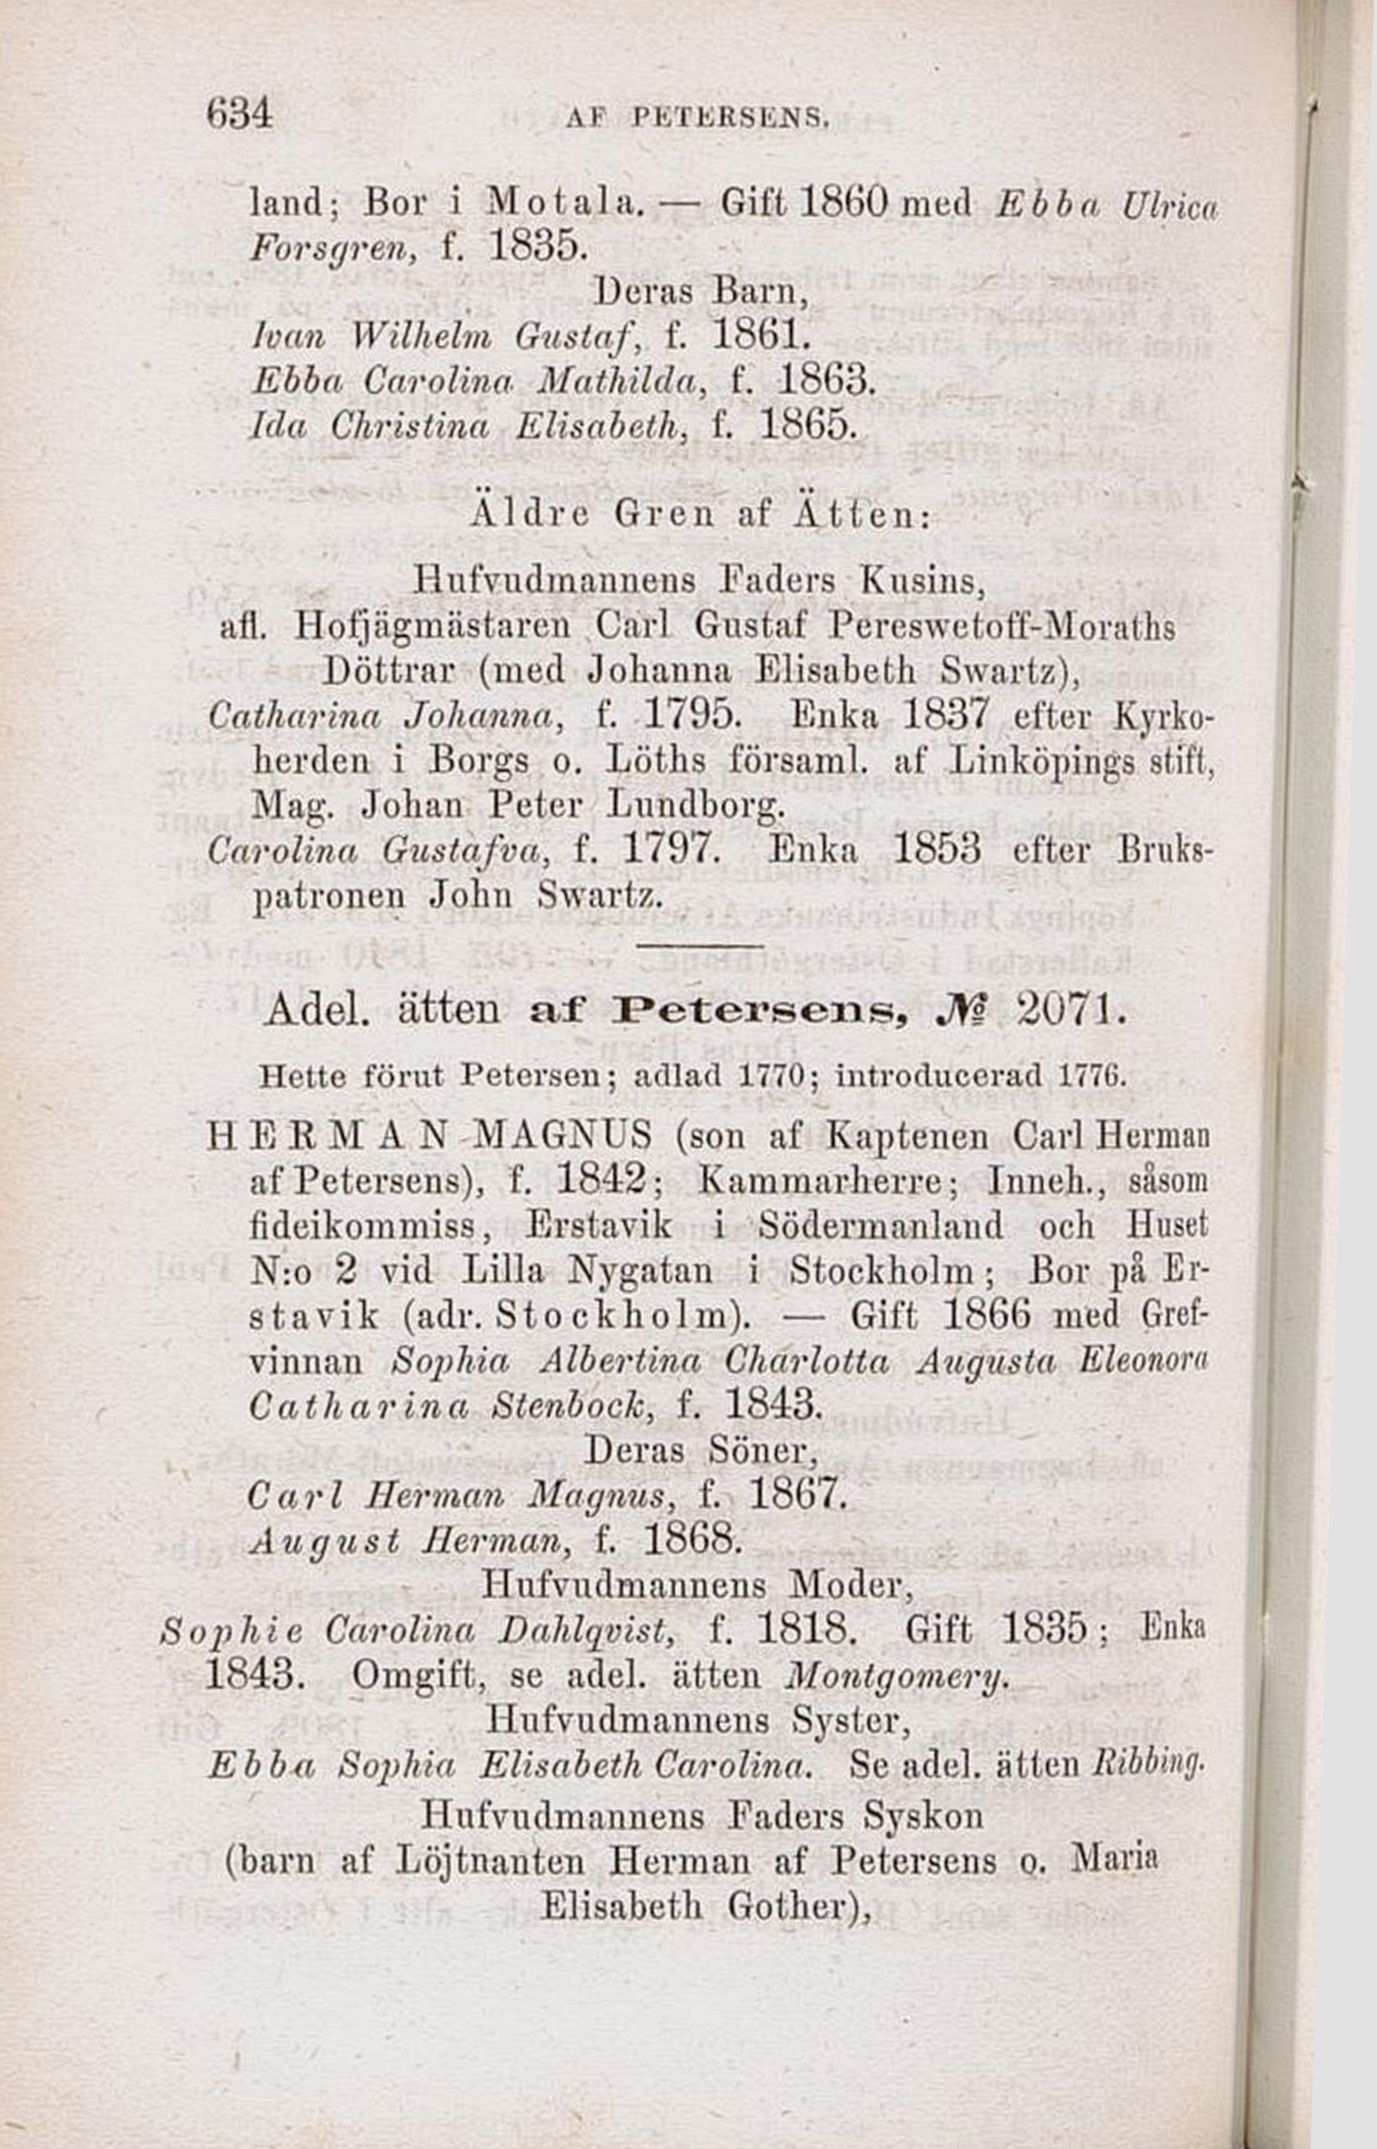 634 AF PETERSENS.
land; Bor i Motala. — Gift 1860 med Ebba Ulrica
Forsgren, f. 1835.
Deras Barn,
Ivan Wilhelm Gustaf, f. 1861.
Ebba Carolina Mathilda, f. 1863.
Ida Christina Elisabeth, f. 1865.
Äldre Gren af Ätten:
Hufvudmannens Faders Kusins,
afl. Hofjägmästaren Carl Gustaf Pereswetoff-Moraths
Döttrar (med Johanna Elisabeth Swartz),
Catharina Johanna, f. 1795. Enka 1837 efter Kyrko-
herden i Borgs o. Löths församl. af Linköpings stift,
Mag. Johan Peter Lundborg.
Carolina Gustafva, f. 1797. Enka 1853 efter Bruks-
patronen John Swartz.
Adel. ätten af Petersens, № 2071.
Hette förut Petersen; adlad 1770; introducerad 1776.
HERMAN MAGNUS (son af Kaptenen Carl Herman
af Petersens), f. 1842; Kammarherre; Inneh., såsom
fideikommiss, Erstavik i Södermanland och Huset
N:o 2 vid Lilla Nygatan i Stockholm; Bor på Er-
stavik (adr. Stockholm). — Gift 1866 med Gref-
vinnan Sophia Albertina Charlotta Augusta Eleonora
Catharina Stenbock, f. 1843.
Deras Söner,
Carl Herman Magnus, f. 1867.
August Herman, f. 1868.
Hufvudmannens Moder,
Sophie Carolina Dahlqvist, f. 1818. Gift 1835; Enka
1843. Omgift, se adel. ätten Montgomery.
Hufvudmannens Syster,
Ebba Sophia Elisabeth Carolina. Se adel. ätten Ribbing.
Hufvudmannens Faders Syskon
(barn af Löjtnanten Herman af Petersens o. Maria
Elisabeth Gother),